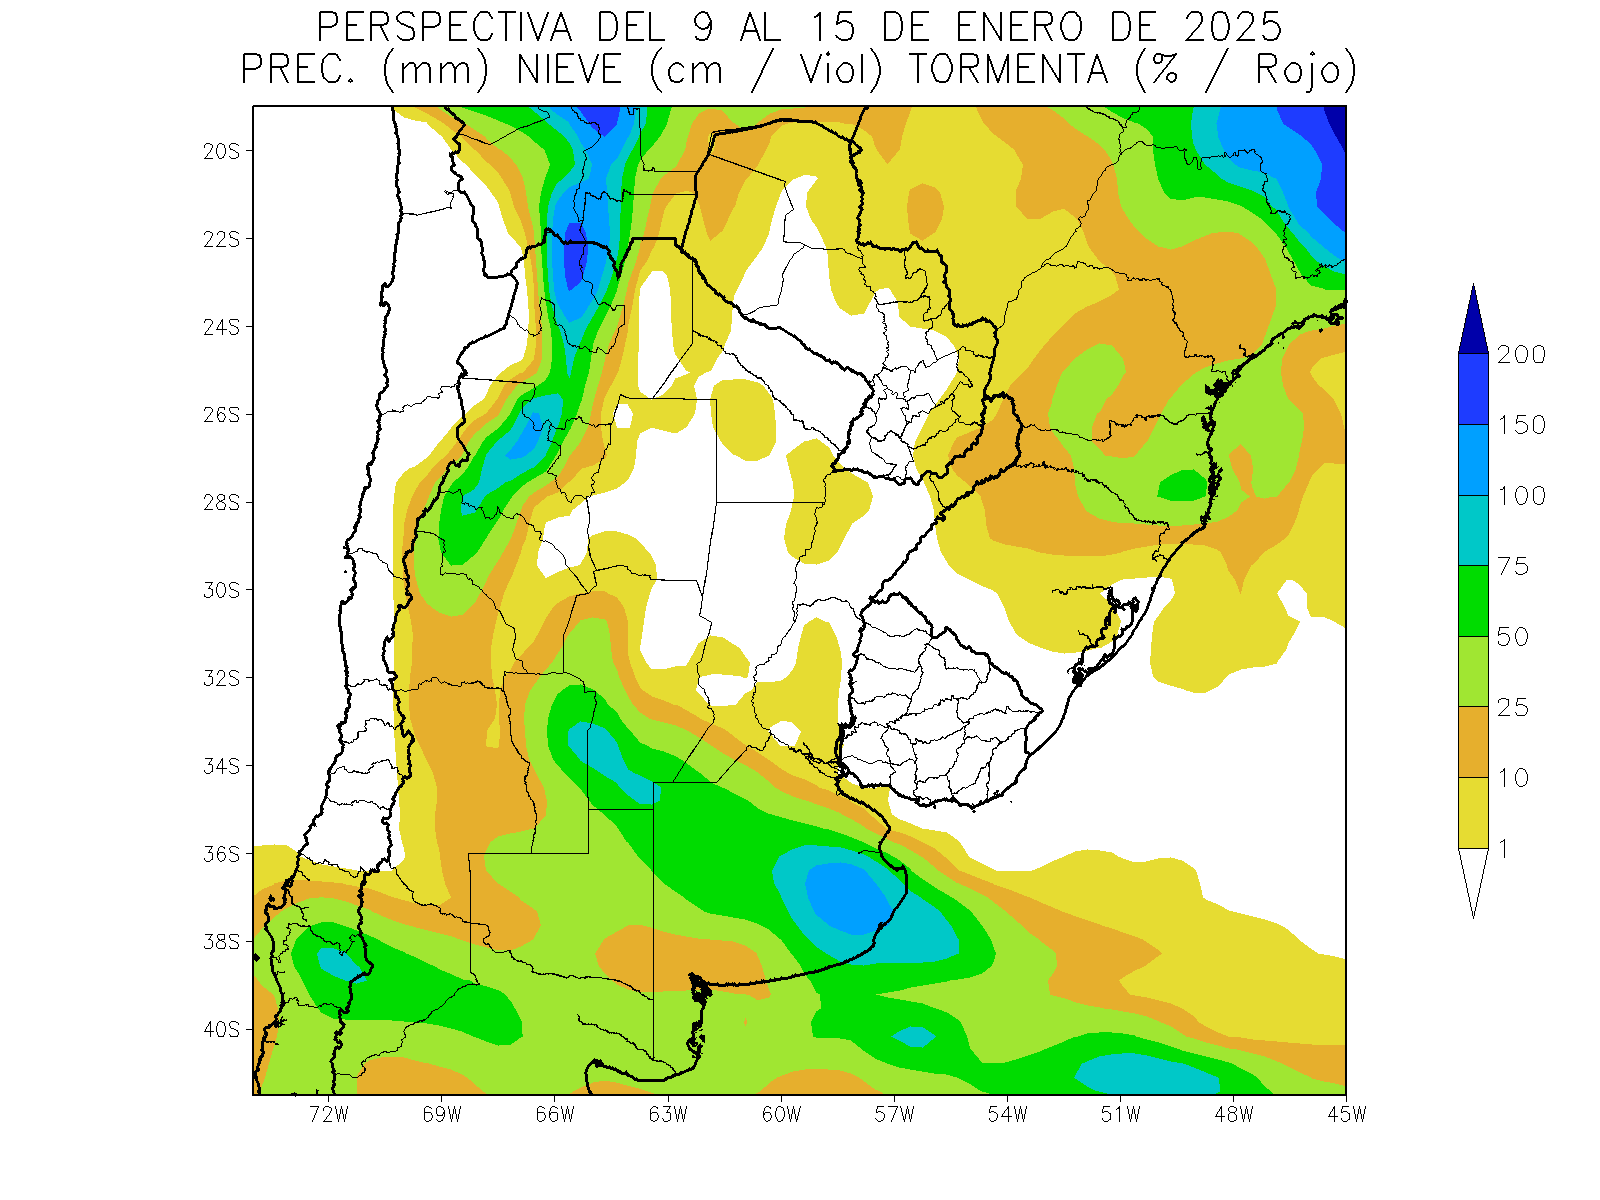 PERSPECTIVA DEL 9 AL 15 DE ENERO DE 2025
PREC. (mm) NIEVE (cm / Viol) TORMENTA (% / Rojo)
20S
22S
24S
26S
28S
30S
32S
34S
36S
38S
40S
72W 69W 66W 63W 60W 57W 54W 51W 48W 45W
200
150
100
75
50
25
10
1